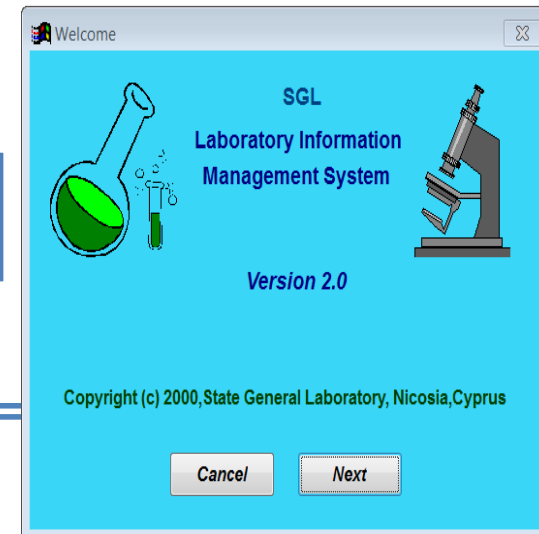 Welcome
SGL
Laboratory Information
Management System
Version 2.0
Copyright (c) 2000,State General Laboratory, Nicosia,Cyprus
Cancel Next